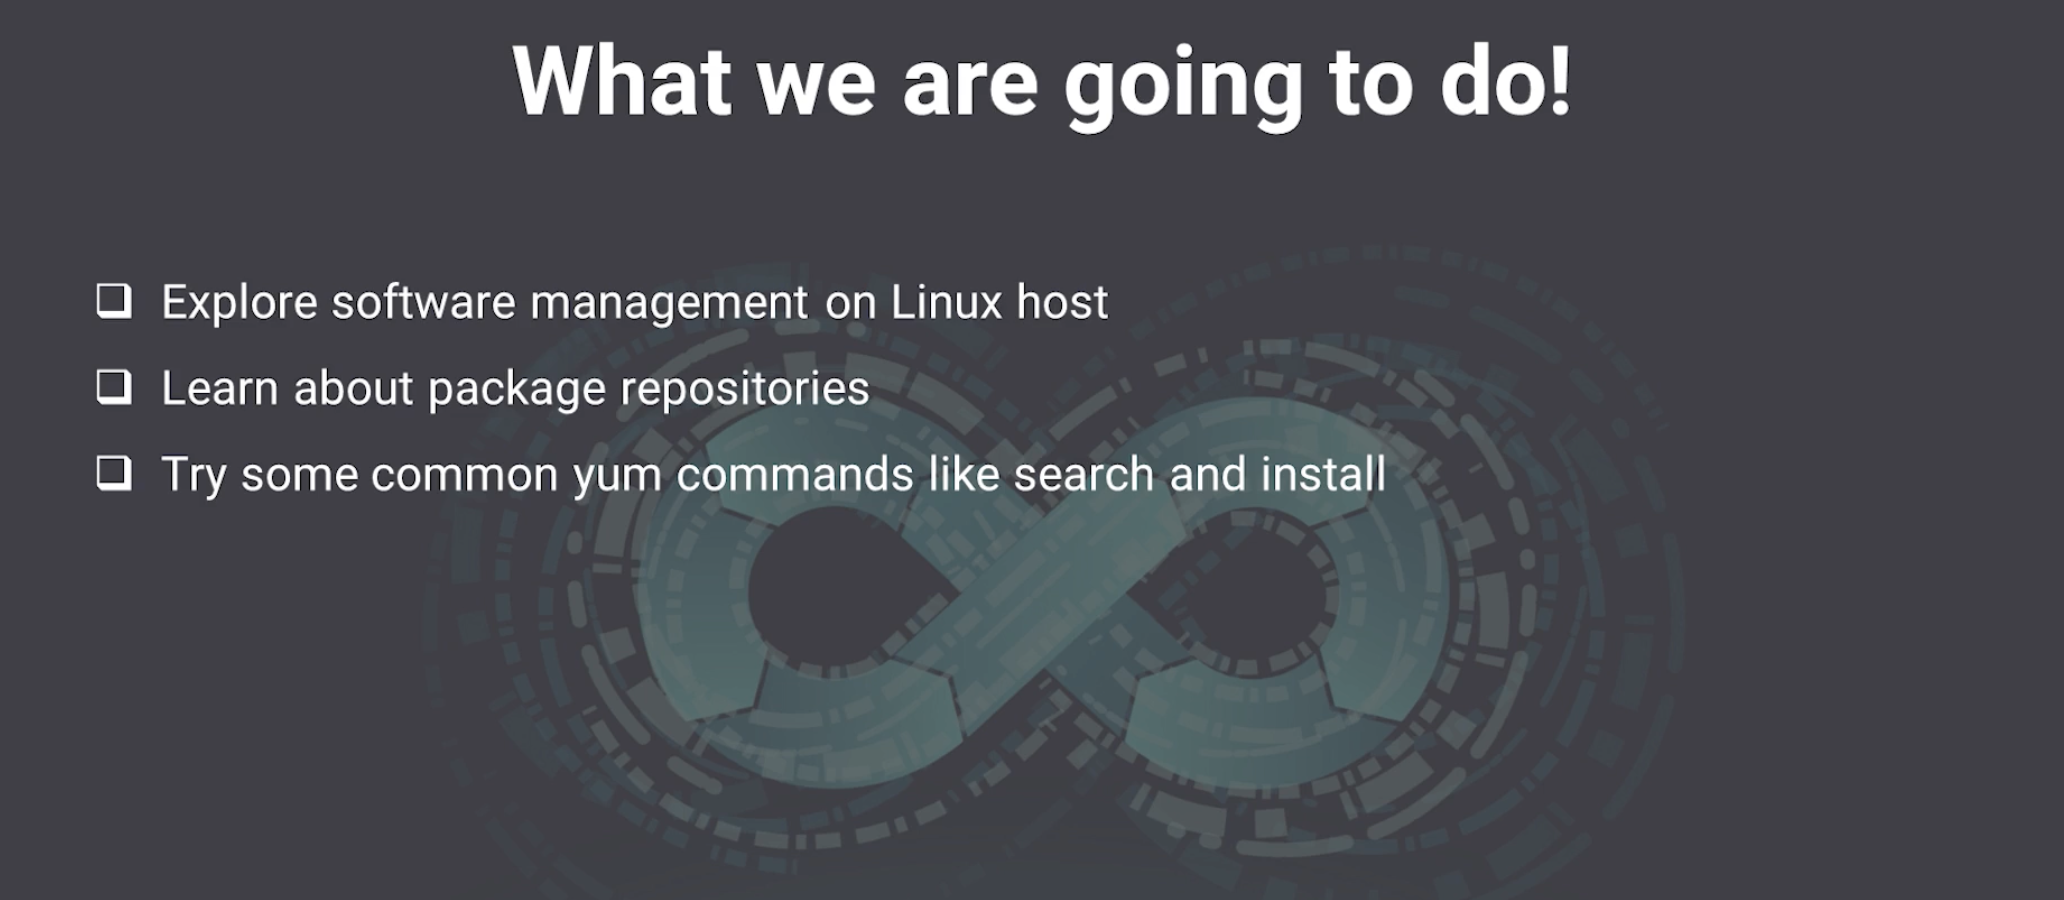 What we are going to do!
Explore software management on Linux host
Learn about package repositories
Try some common yum commands like search and install